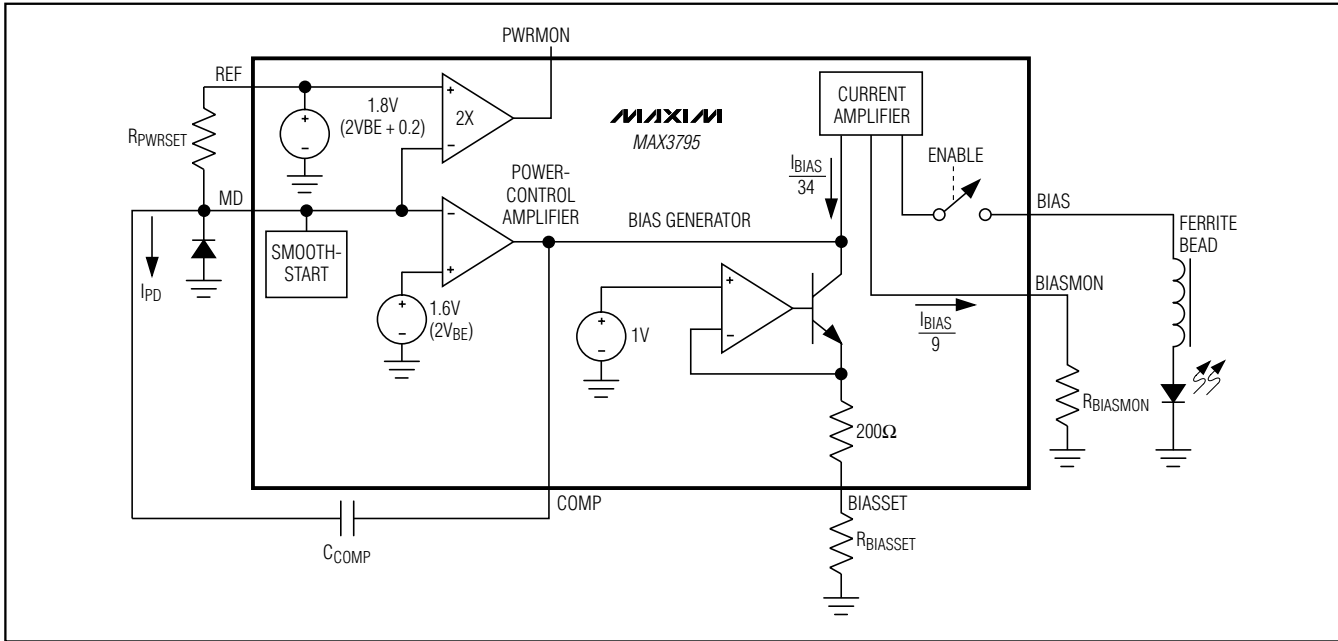 PWRMON
REF
RPWRSET
1.8V
(2VBE + 0.2)
+
−
+
−
2X
MAXIM
MAX3795
CURRENT
AMPLIFIER
ENABLE
IBIAS
34
MD
SMOOTH-
START
IPD
POWER-
CONTROL
AMPLIFIER
−
+
+
−
1.6V
(2VBE)
BIAS GENERATOR
+
−
1V
+
−
BIAS
FERRITE
BEAD
BIASMON
IBIAS
9
RBIASMON
200Ω
COMP
CCOMP
BIASSET
RBIASSET